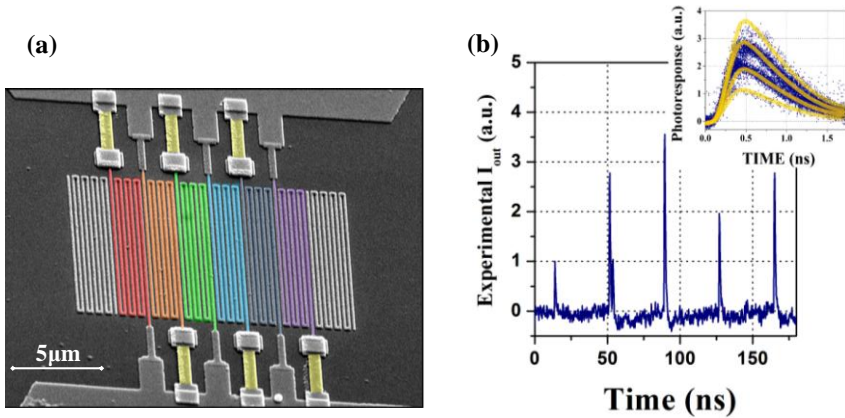 (a)
5μm
(b)
Experimental I_out (a.u.)
5
4
3
2
1
0
0 50 100 150
Time (ns)
Photoresponse (a.u.)
4
3
2
1
0
0.0 0.5 1.0 1.5
TIME (ns)